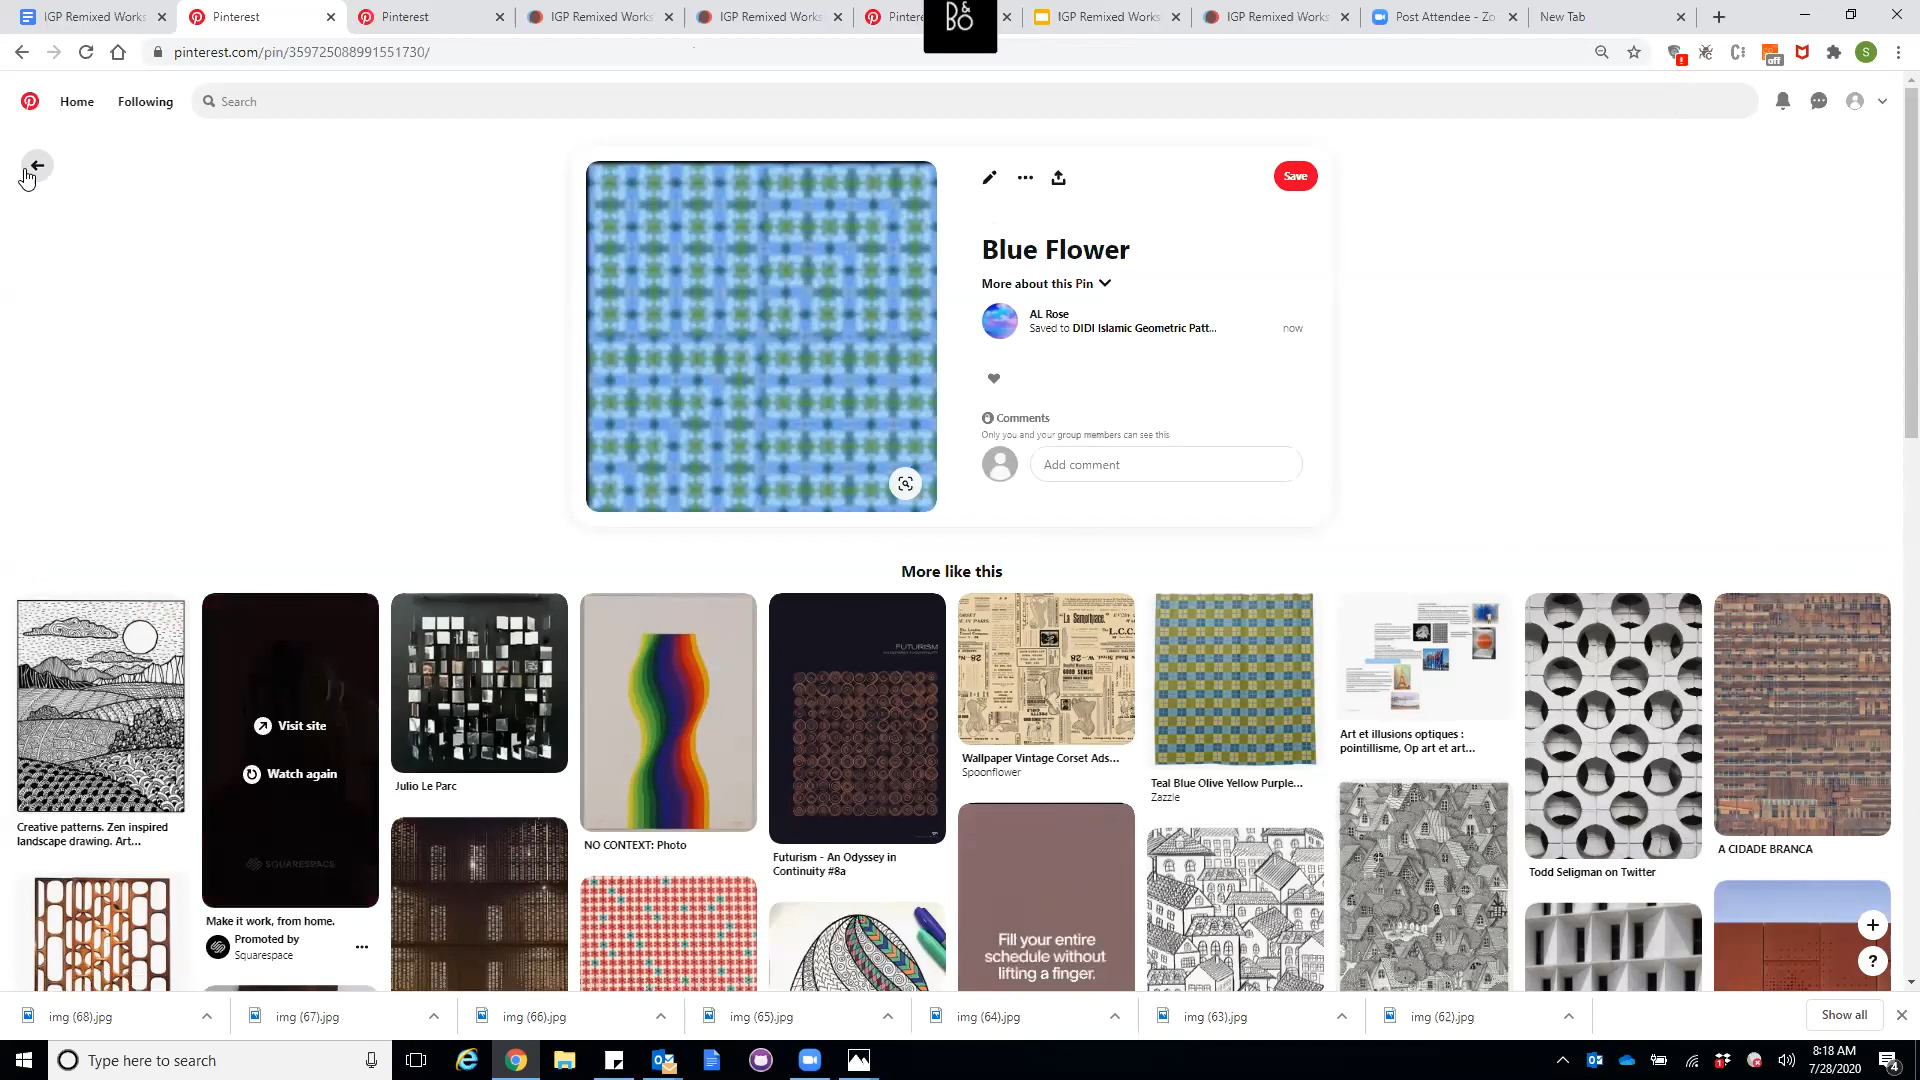 IGP Remixed Works
Pinterest
Pinterest
IGP Remixed Works
IGP Remixed Works
Pinter
D&
BO
IGP Remixed Works
IGP Remixed Works
Post Attendee - Zo
New Tab
pinterest.com/pin/359725088991551730/
off
S
Home
Following
Search
Save
Blue Flower
More about this Pin
AL Rose
Saved to DIDI Islamic Geometric Patt...
now
Comments
Only you and your group members can see this
Add comment
More like this
Visit site
Watch again
SQUARESPACE
FUTURISM
La Samothrace.
L.C.C.
Creative patterns. Zen inspired
landscape drawing. Art...
Make it work, from home.
Promoted by
Squarespace
Julio Le Parc
NO CONTEXT: Photo
Futurism - An Odyssey in
Continuity #8a
Wallpaper Vintage Corset Ads...
Spoonflower
Fill your entire
schedule without
lifting a finger.
Teal Blue Olive Yellow Purple...
Zazzle
Art et illusions optiques :
pointillisme, Op art et art...
Todd Seligman on Twitter
A CIDADE BRANCA
+
?
img (68).jpg
img (67).jpg
img (66).jpg
img (65).jpg
img (64).jpg
img (63).jpg
img (62).jpg
Show all
Type here to search
8:18 AM
7/28/2020
4